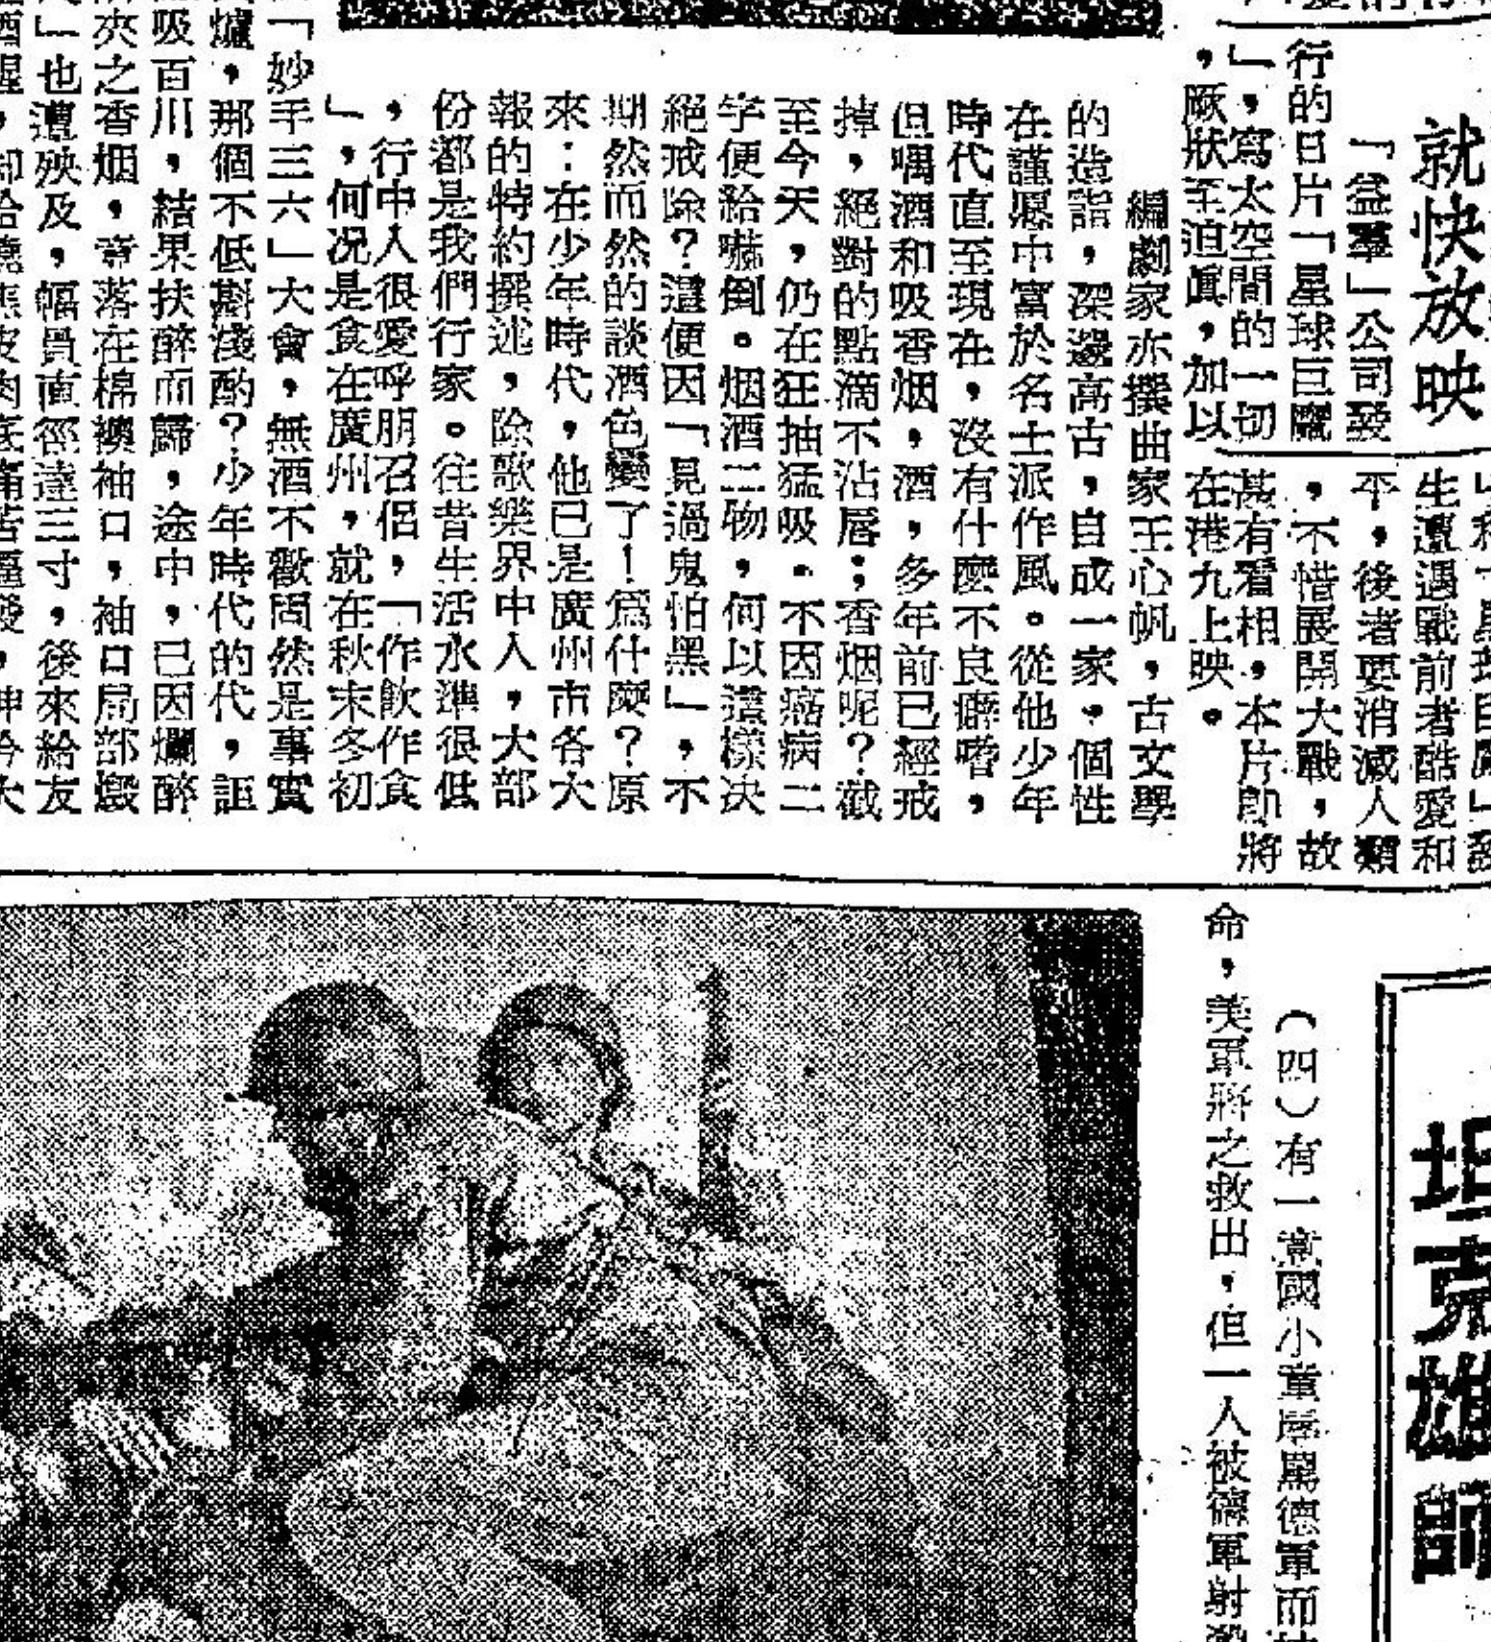 就快放映
「益羣」公司發
行的日片「星球巨魔
」，寫太空間的一切
，厥狀至迫眞，加以
生遭遇戰前者酷愛和
平，後者要消滅人類
，不惜展開大戰，故
甚有看相，本片即將
在港九上映。
編劇家亦撰曲家王心帆，古文學
的造詣，深邃高古，自成一家，個性
在謹愿中富於名士派作風。從他少年
時代直至現在，沒有什麼不良癖嗜，
但嗎酒和吸香烟，酒，多年前已經戒
掉，絕對的點滴不沾唇；香烟呢？截
至今天，仍在狂抽猛吸。不因癌病二
字便給嚇倒。烟酒二物，何以這樣决
絕戒除？這便因「見過鬼怕黑」，不
期然而然的談酒色變了！爲什麼？原
來：在少年時代，他已是廣州市各大
報的特約撰述，除歌樂界中人，大部
份都是我們行家。往昔生活水準很低
，行中人很愛呼朋召侶，「作飲作食
」，何况是食在廣州，就在秋末冬初
「妙手三六」大會，無酒不歡固然是事實
爐，那個不低斟淺酌？少年時代的代，詎
吸百川，結果扶醉而歸，途中，已因爛醉
夾之香烟，竟落在棉襖袖口，袖口局部燬
」也遭殃及，幅員直徑達三寸，後來給友
坦克雄師
（四）有一意國小童辱駡德軍而
命，美軍將之救出，但一人被德軍射